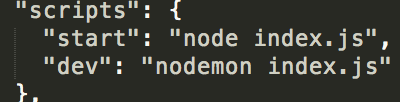 "scripts": {
"start": "node index.js",
"dev": "nodemon index.js"
},